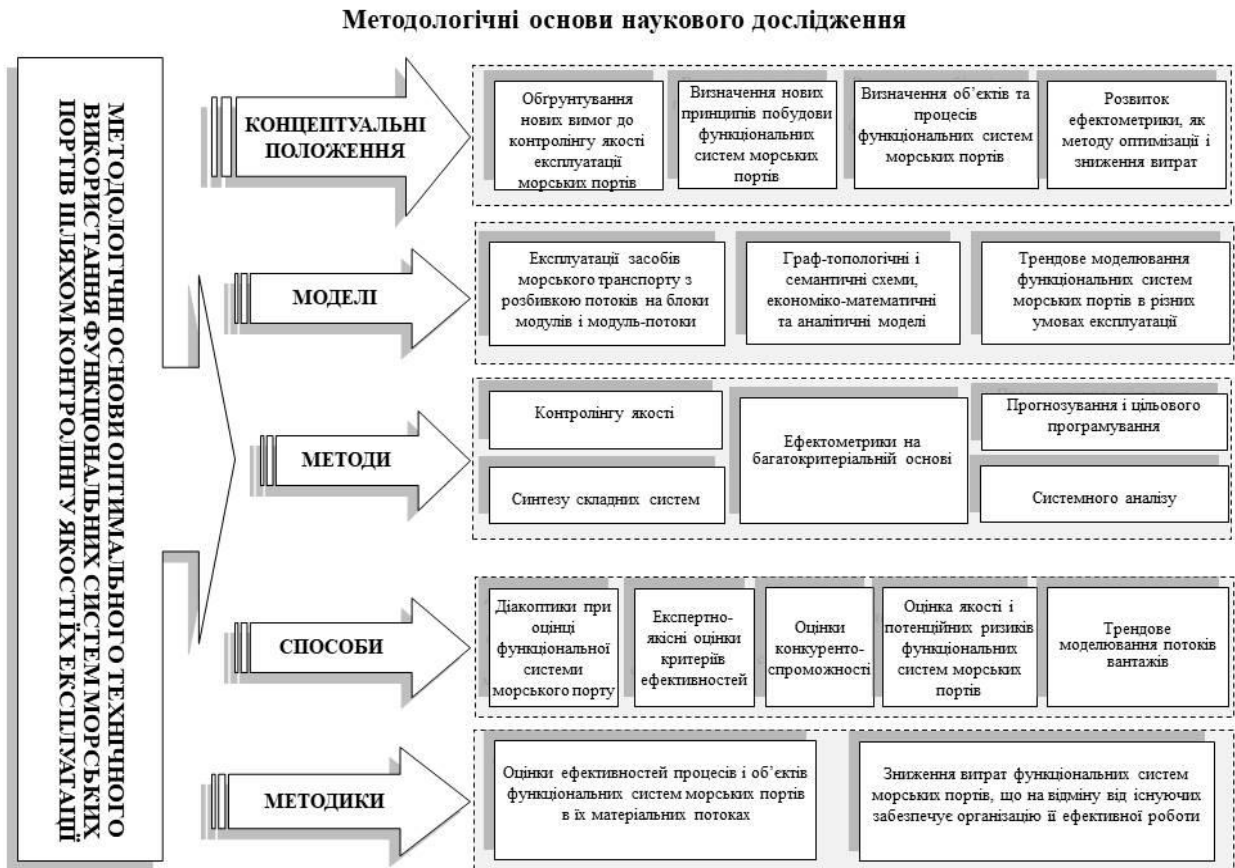 Методологічні основи наукового дослідження
МЕТОДОЛОГІЧНІ ОСНОВИ ОПТИМАЛЬНОГО ТЕХНІЧНОГО
ВИКОРИСТАННЯ ФУНКЦІОНАЛЬНИХ СИСТЕМ МОРСЬКИХ
ПОРТІВ ШЛЯХОМ КОНТРОЛІНГУ ЯКОСТІ ЇХ ЕКСПЛУАТАЦІЇ
КОНЦЕПТУАЛЬНІ
ПОЛОЖЕННЯ
Обґрунтування
нових вимог до
контролінгу якості
експлуатації
морських портів
Визначення нових
принципів побудови
функціональних
систем морських
портів
Визначення об’єктів та
процесів
функціональних систем
морських портів
Розвиток
ефектометрики, як
методу оптимізації і
зниження витрат
МОДЕЛІ
Експлуатації засобів
морського транспорту з
розбивкою потоків на блоки
модулів і модуль-потоки
Граф-топологічні і
семантичні схеми,
економіко-математичні
та аналітичні моделі
Трендове моделювання
функціональних систем
морських портів в різних
умовах експлуатації
МЕТОДИ
Контролінгу якості
Синтезу складних систем
Ефектометрики на
багатокритеріальній основі
Прогнозування і цільового
програмування
Системного аналізу
СПОСОБИ
Діакоптики при
оцінці
функціональної
системи
морського порту
Експертно-
якісні оцінки
критеріїв
ефективностей
Оцінки
конкуренто-
спроможності
Оцінка якості і
потенційних ризиків
функціональних
систем морських
портів
Трендове
моделювання потоків
вантажів
МЕТОДИКИ
Оцінки ефективностей процесів і об’єктів
функціональних систем морських портів
в їх матеріальних потоках
Зниження витрат функціональних систем
морських портів, що на відміну від існуючих
забезпечує організацію її ефективної роботи